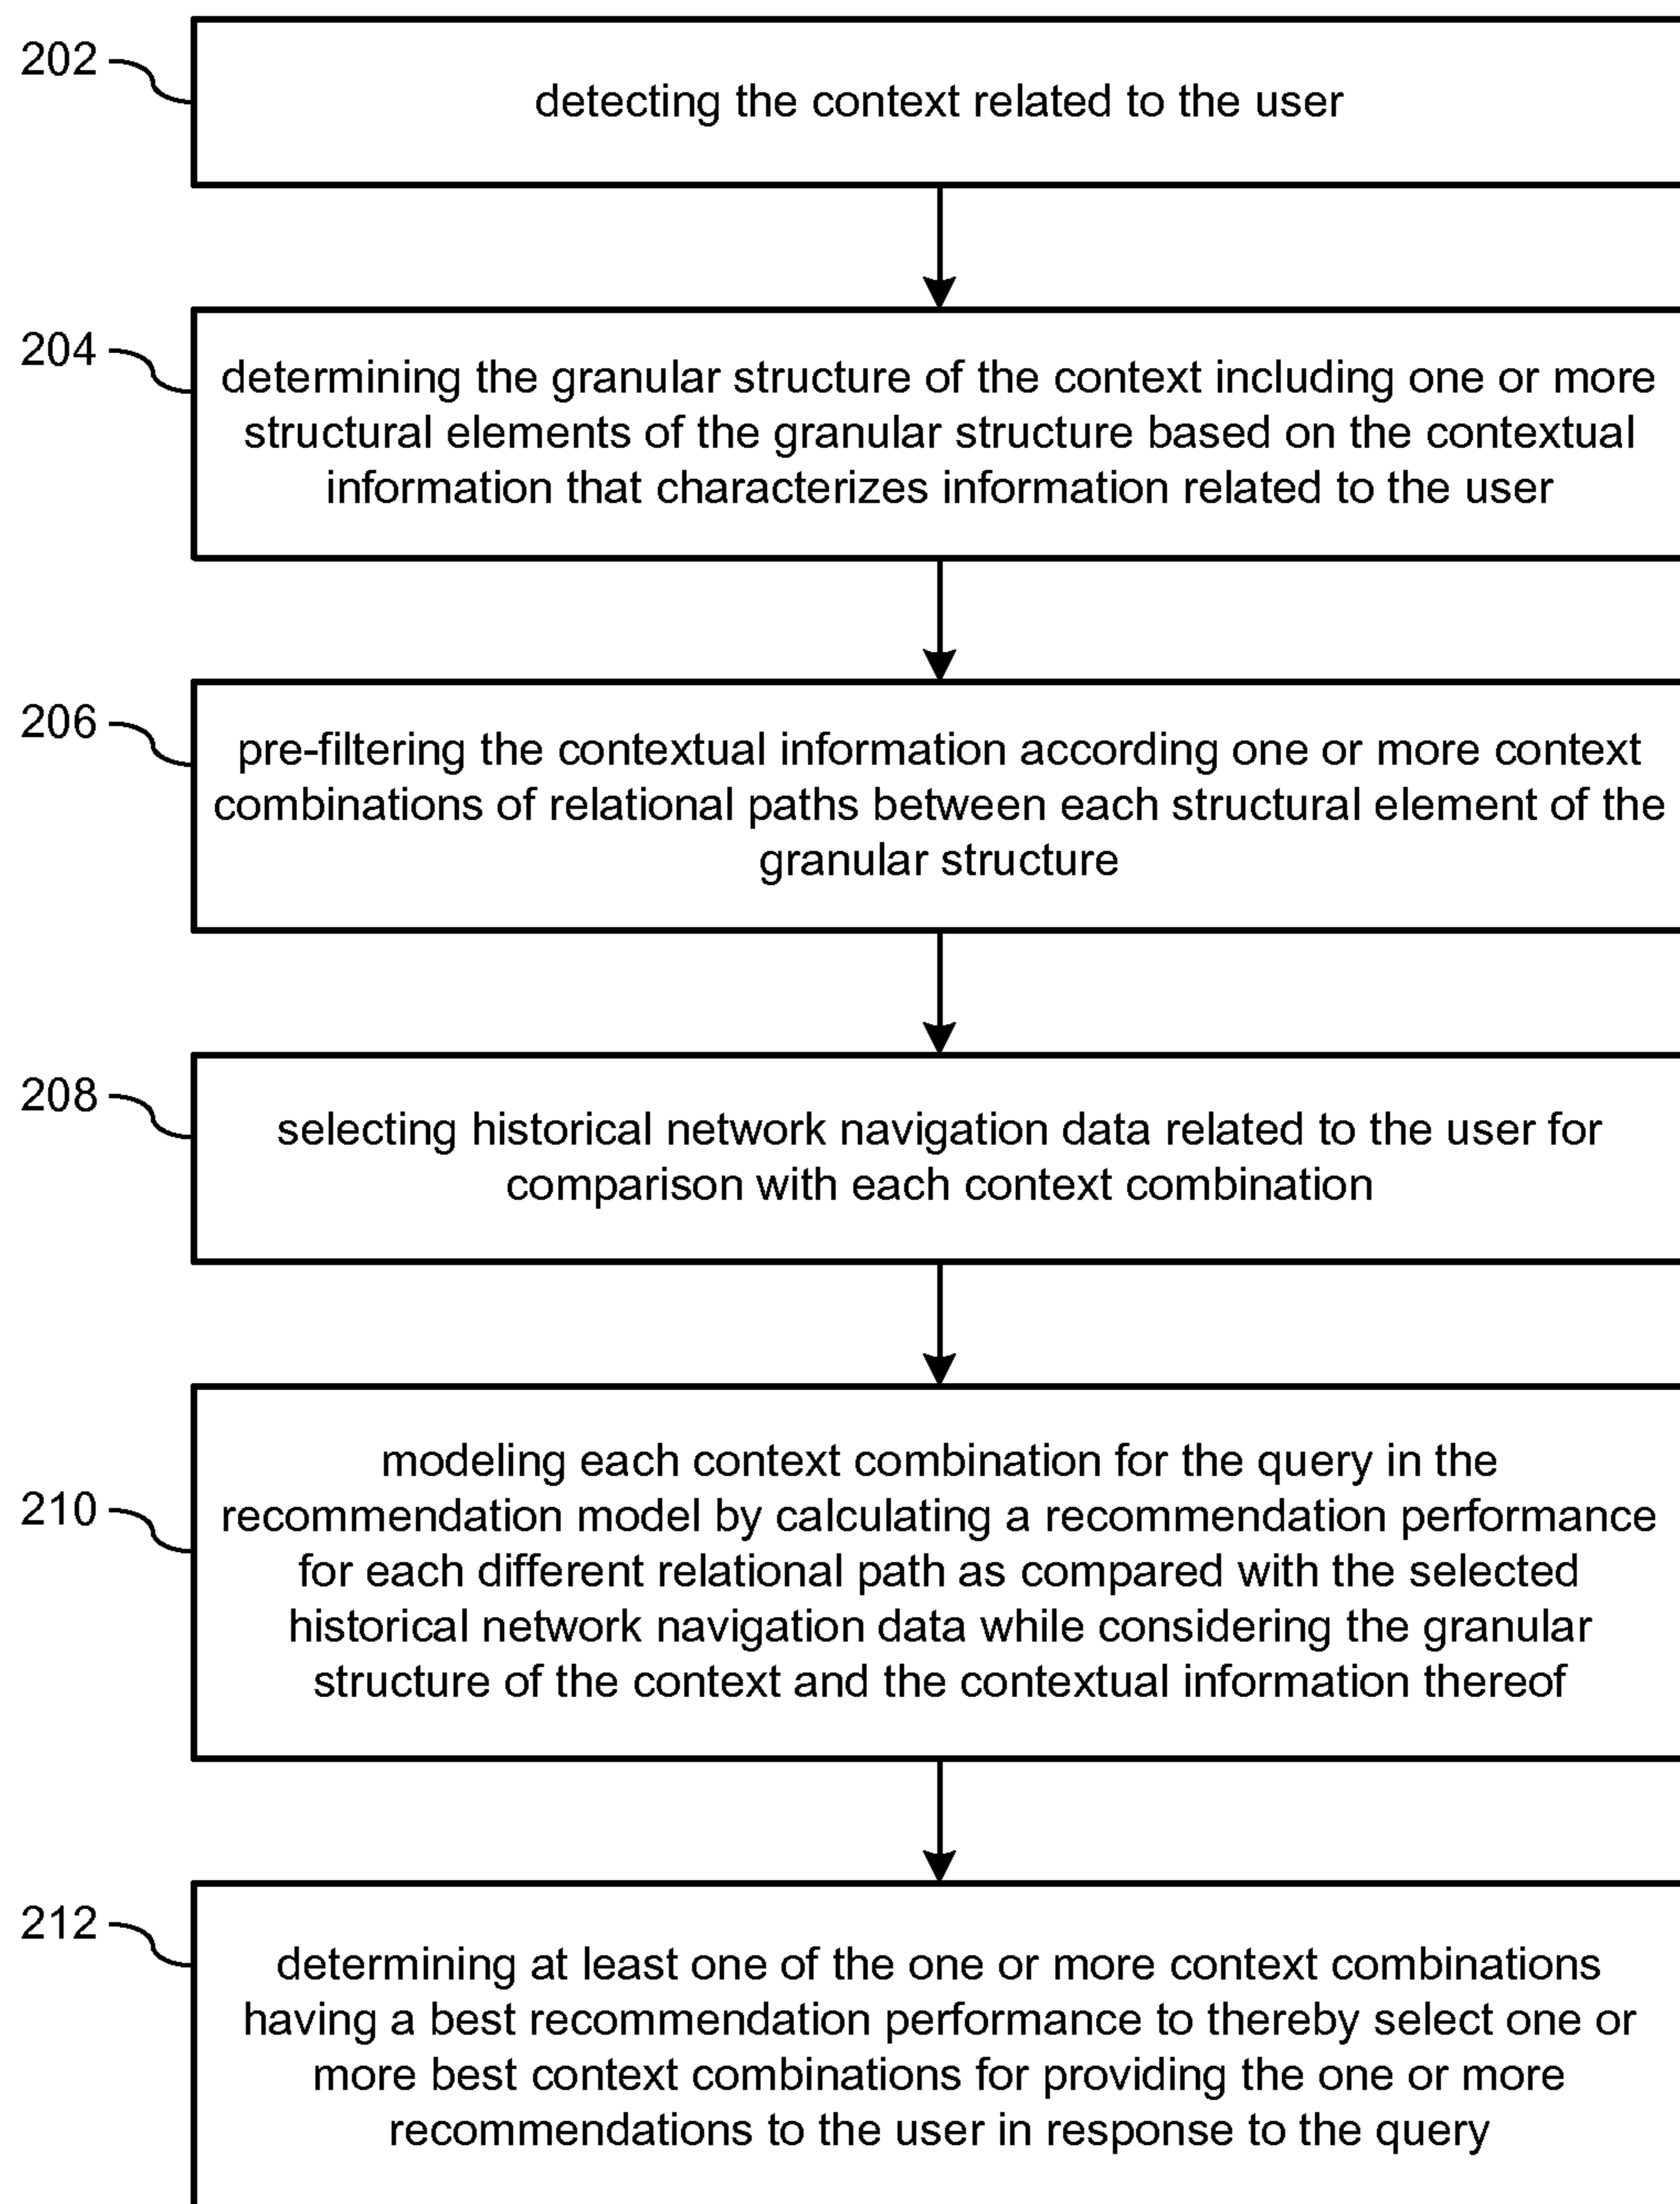 202
detecting the context related to the user
204
determining the granular structure of the context including one or more
structural elements of the granular structure based on the contextual
information that characterizes information related to the user
206
pre-filtering the contextual information according one or more context
combinations of relational paths between each structural element of the
granular structure
208
selecting historical network navigation data related to the user for
comparison with each context combination
210
modeling each context combination for the query in the
recommendation model by calculating a recommendation performance
for each different relational path as compared with the selected
historical network navigation data while considering the granular
structure of the context and the contextual information thereof
212
determining at least one of the one or more context combinations
having a best recommendation performance to thereby select one or
more best context combinations for providing the one or more
recommendations to the user in response to the query